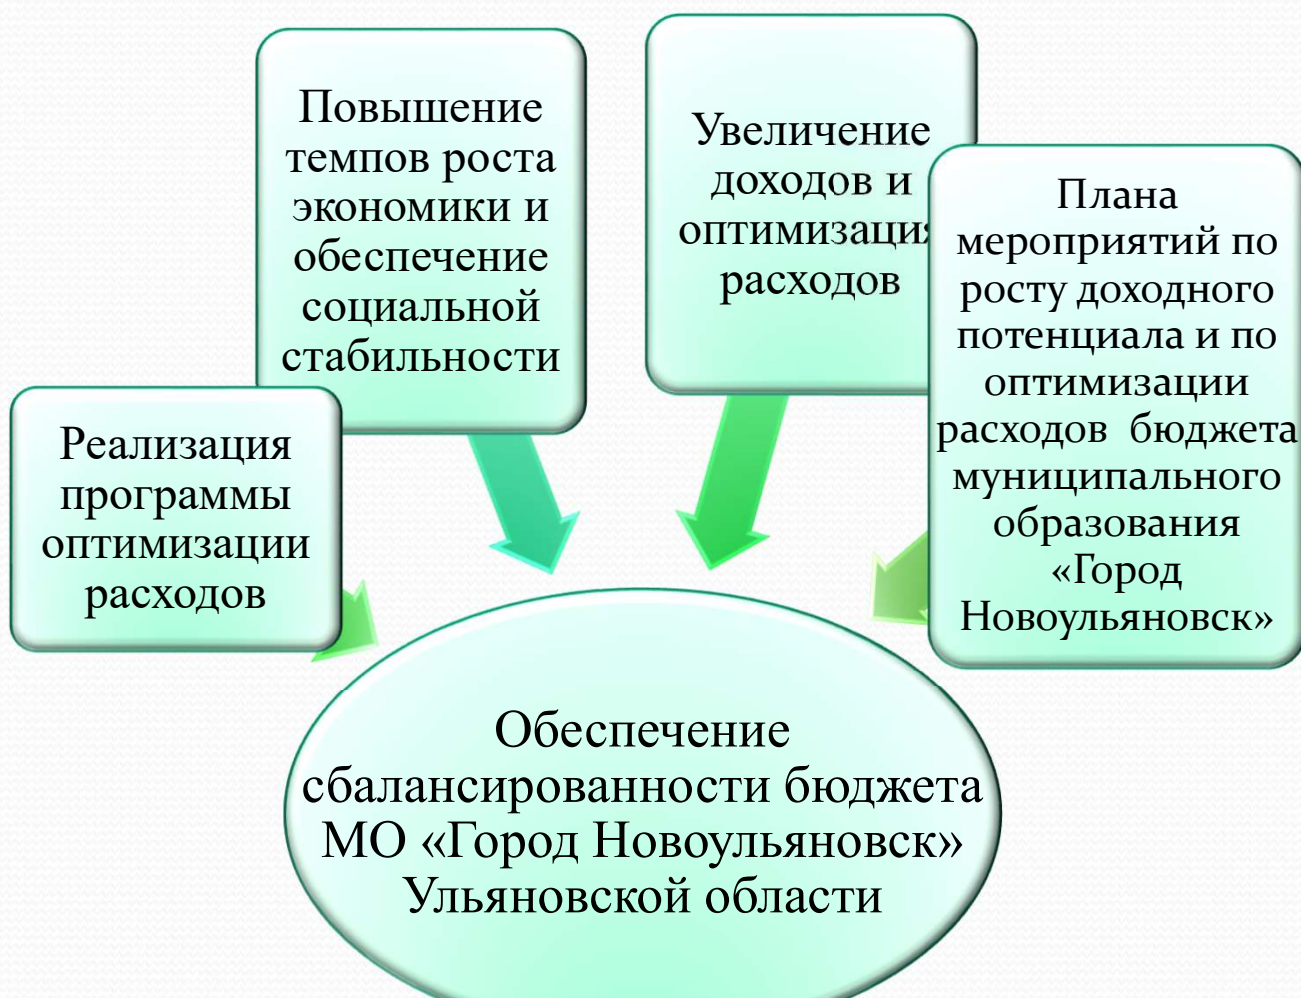 Повышение
темпов роста
экономики и
обеспечение
социальной
стабильности
Увеличение
доходов и
оптимизация
расходов
Плана
мероприятий по
росту доходного
потенциала и по
оптимизации
расходов бюджета
муниципального
образования
«Город
Новоульяновск»
Реализация
программы
оптимизации
расходов
Обеспечение
сбалансированности бюджета
МО «Город Новоульяновск»
Ульяновской области